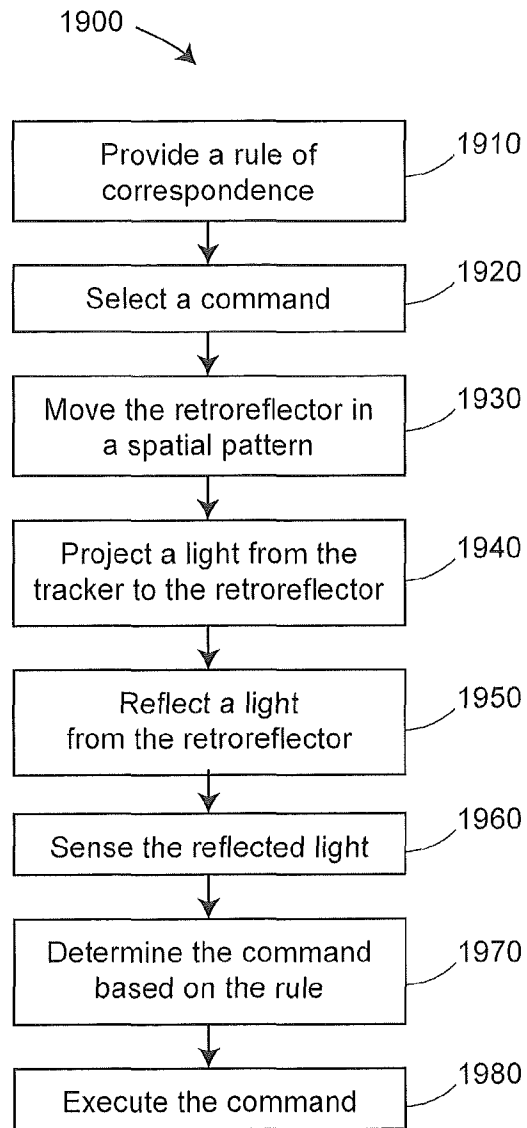 1900
Provide a rule of
correspondence
1910
Select a command
1920
Move the retroreflector in
a spatial pattern
1930
Project a light from the
tracker to the retroreflector
1940
Reflect a light
from the retroreflector
1950
Sense the reflected light
1960
Determine the command
based on the rule
1970
Execute the command
1980